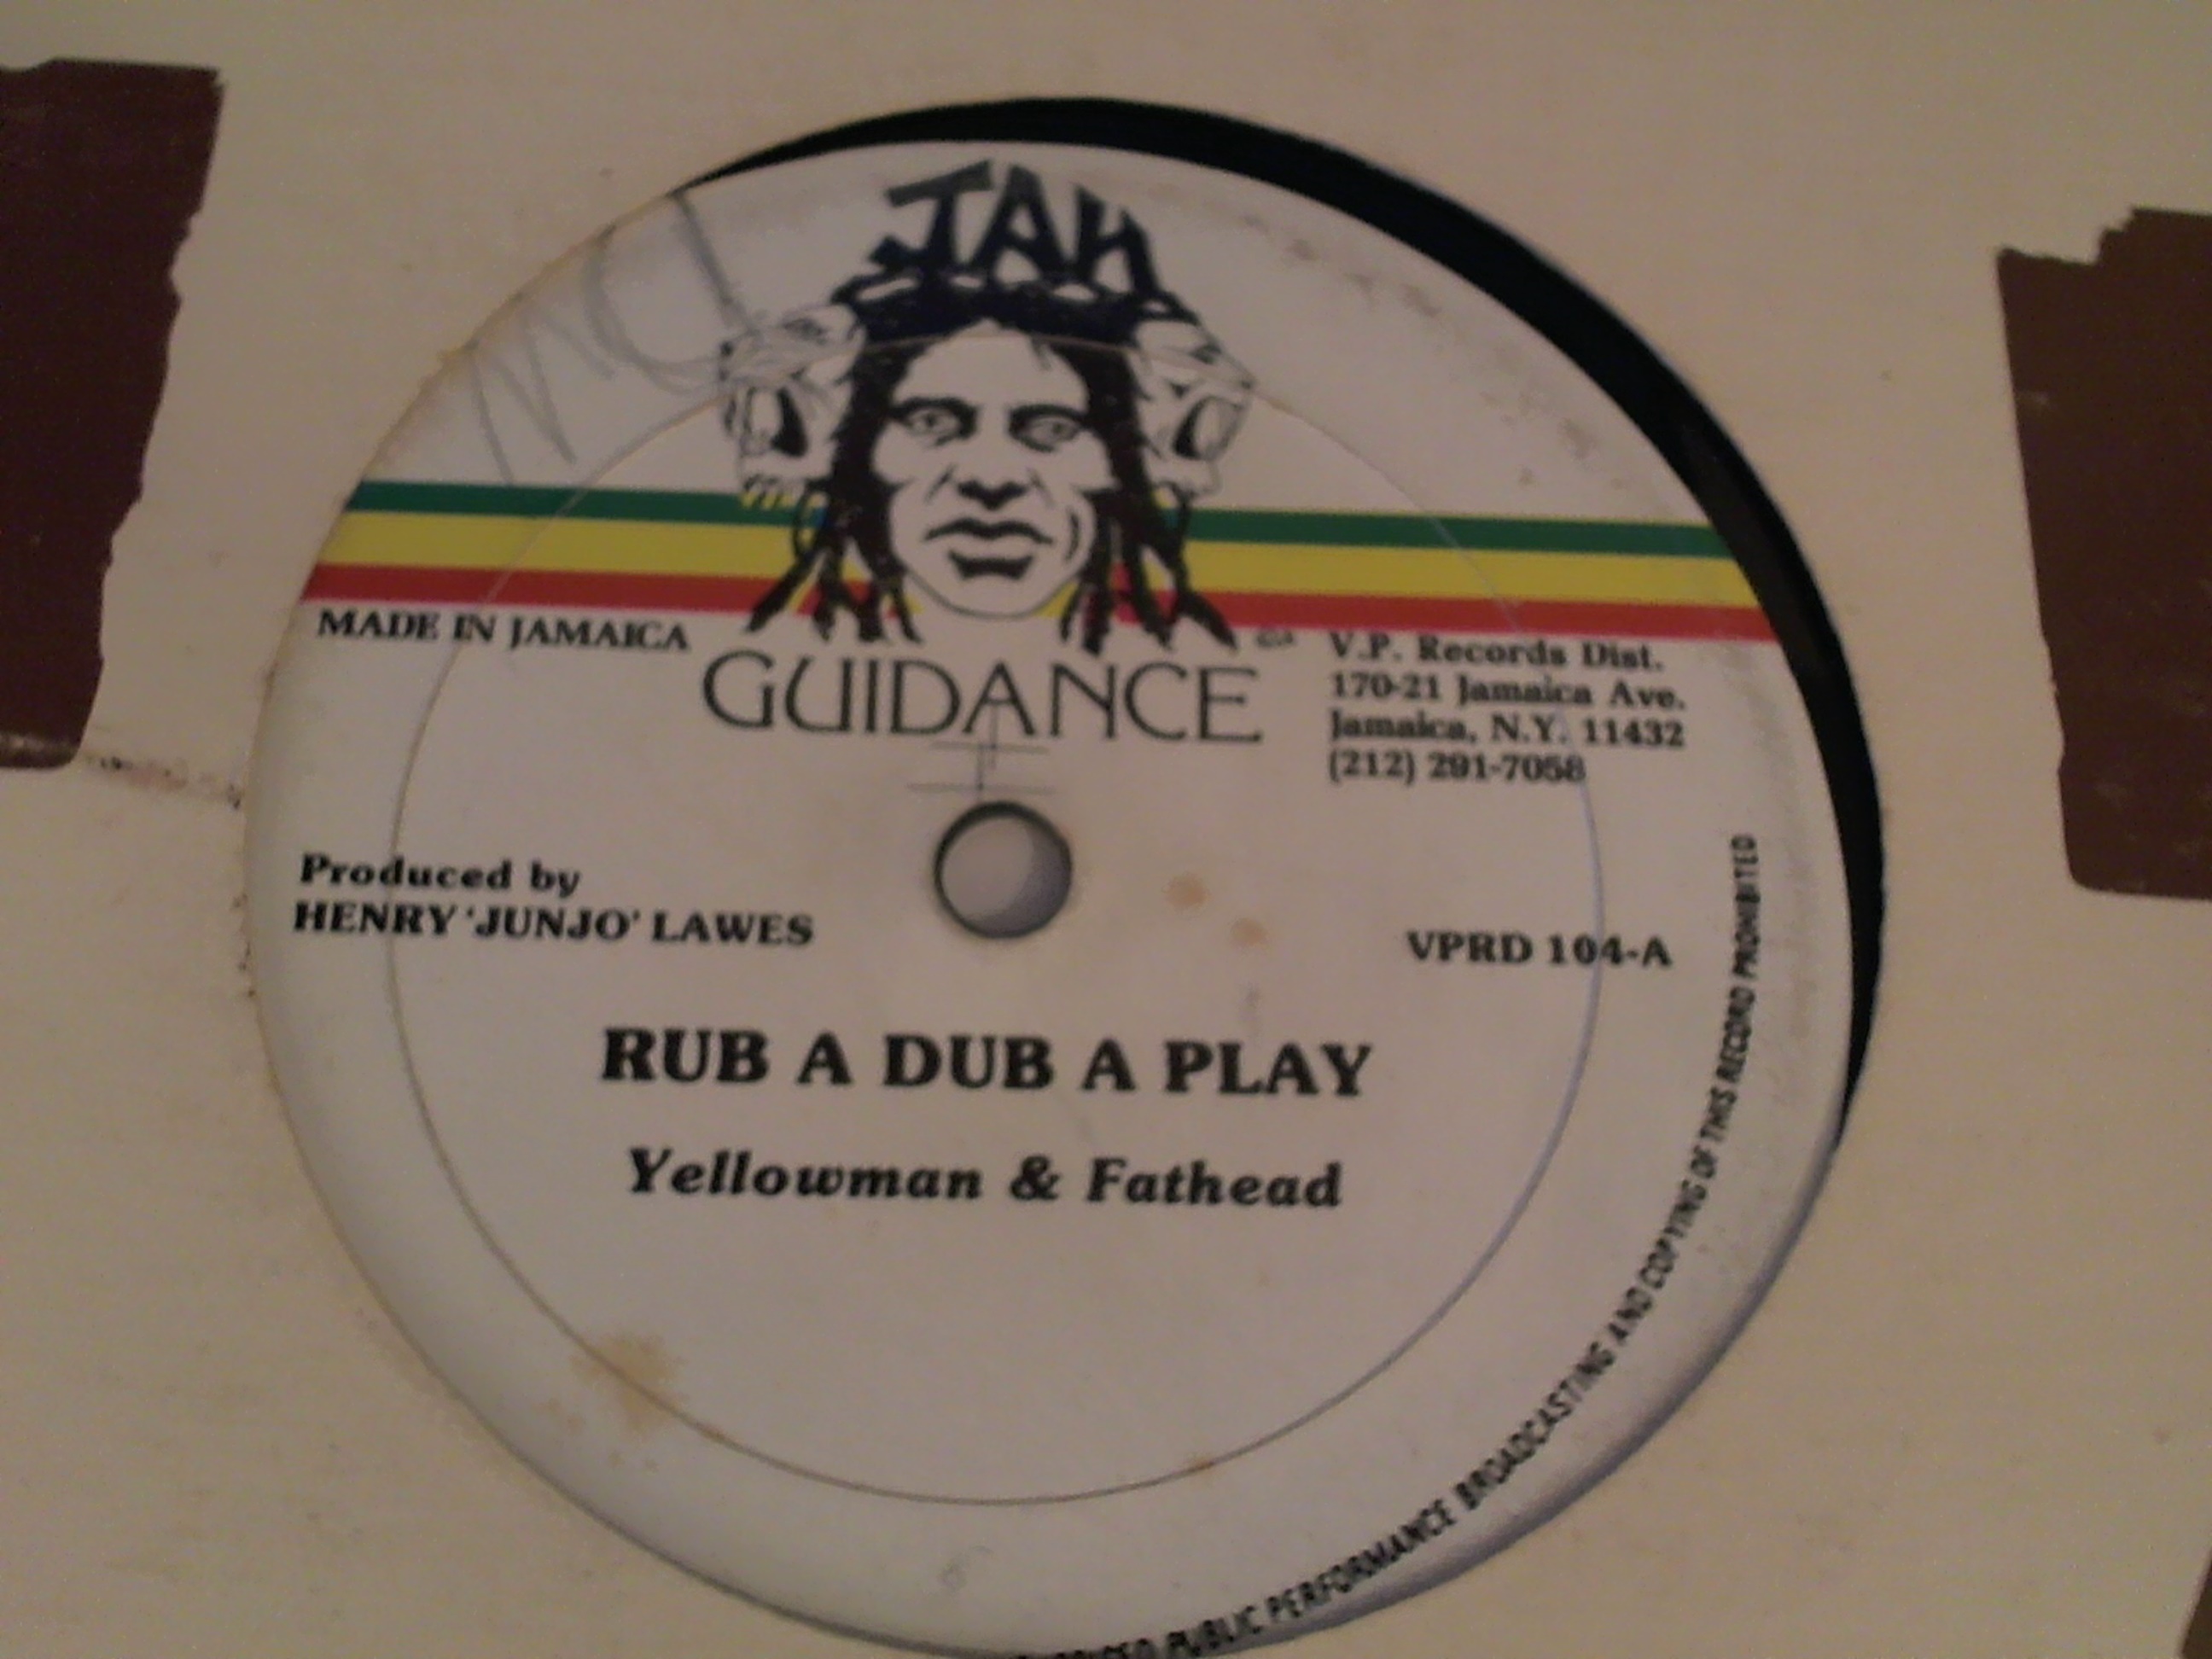 JAH
MADE IN JAMAICA
GUIDANCE
V.P. Records Dist.
170-21 Jamaica Ave.
Jamaica, N.Y. 11432
(212) 291-7058
Produced by
HENRY 'JUNJO' LAWES
VPRD 104-A
RUB A DUB A PLAY
Yellowman & Fathead
PUBLIC PERFORMANCE BROADCASTING AND COPYING OF THIS RECORD PROHIBITED